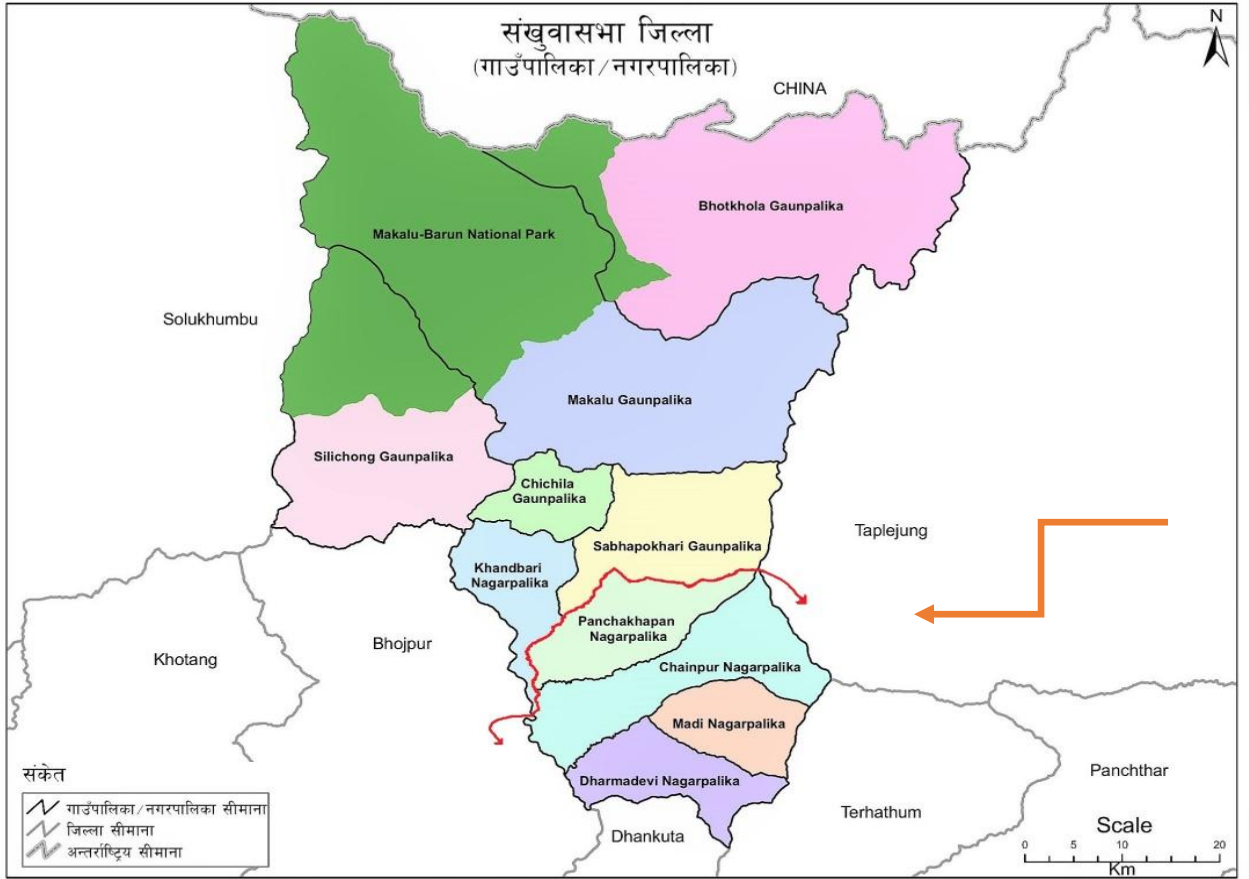 संखुवासभा जिल्ला
(गाउँपालिका/नगरपालिका)
N
CHINA
Bhotkhola Gaunpalika
Makalu-Barun National Park
Solukhumbu
Makalu Gaunpalika
Silichong Gaunpalika
Chichila
Gaunpalika
Taplejung
Sabhapokhari Gaunpalika
Khandbari
Nagarpalika
Panchakhapan
Nagarpalika
Bhojpur
Khotang
Chainpur Nagarpalika
Madi Nagarpalika
Dharmadevi Nagarpalika
Panchthar
Terhathum
Dhankuta
संकेत
गाउँपालिका/नगरपालिका सीमाना
जिल्ला सीमाना
अन्तर्राष्ट्रिय सीमाना
Scale
0 5 10 20
Km